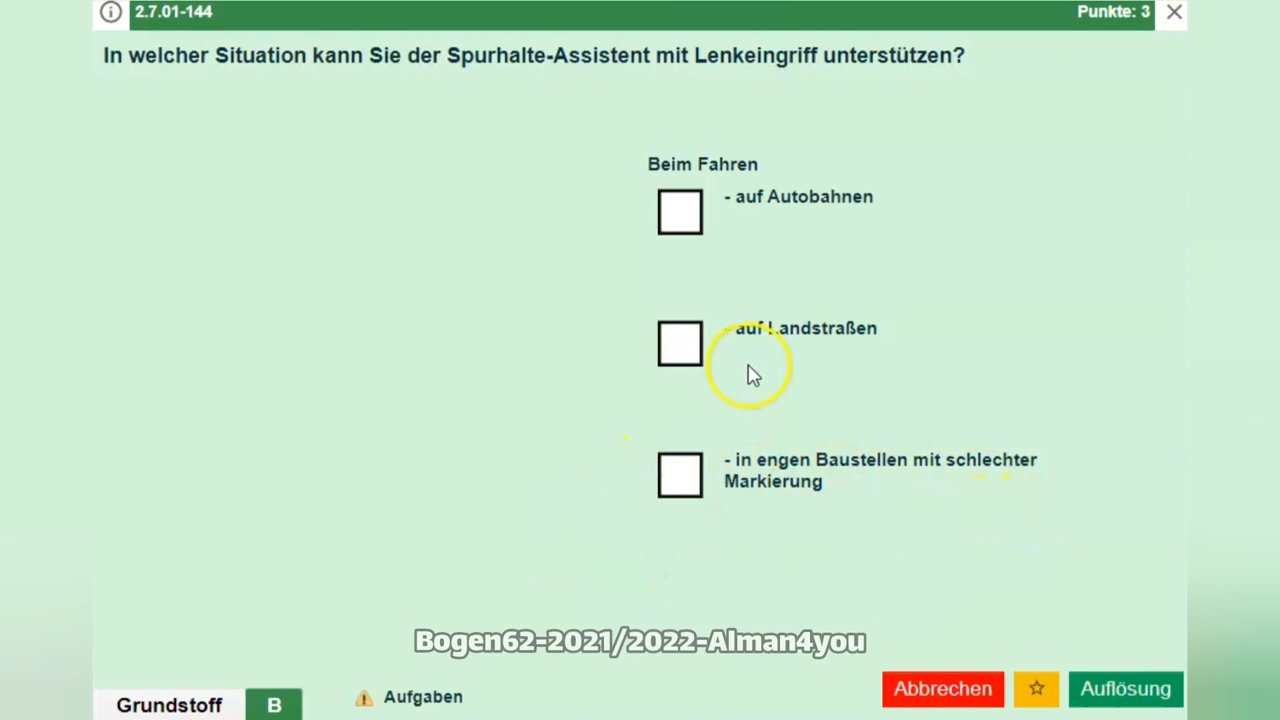 2.7.01-144
Punkte: 3
In welcher Situation kann Sie der Spurhalte-Assistent mit Lenkeingriff unterstützen?
Beim Fahren
- auf Autobahnen
- auf Landstraßen
- in engen Baustellen mit schlechter
Markierung
Bogen62-2021/2022-Alman4you
Grundstoff
B
Aufgaben
Abbrechen
Auflösung